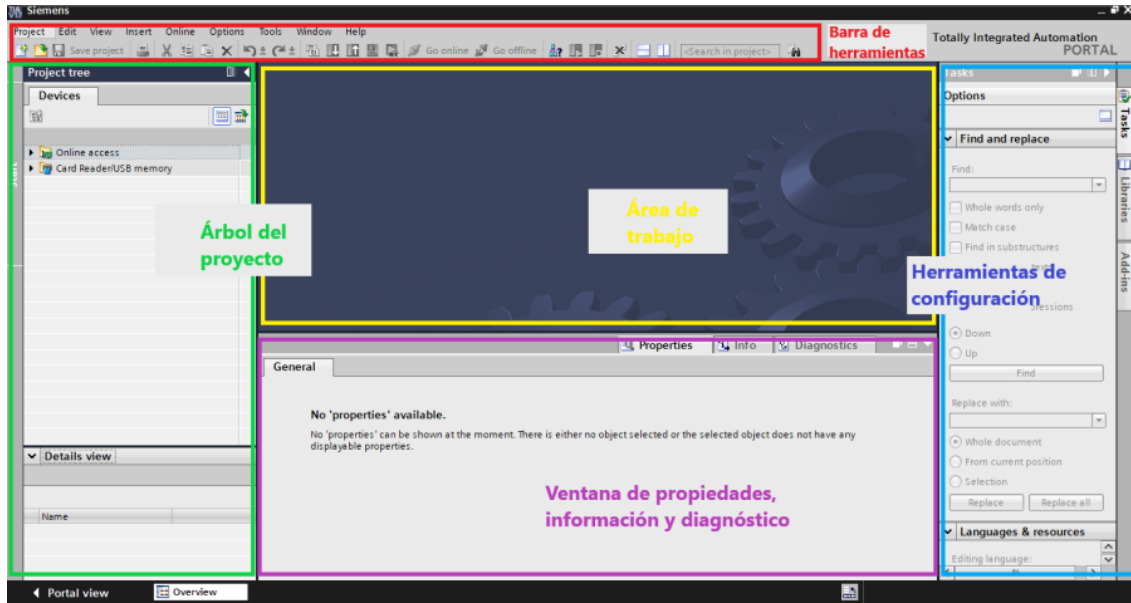 Siemens
Project Edit View Insert Online Options Tools Window Help
Save project Go online Go offline <Search in project>
Barra de
herramientas
Totally Integrated Automation
PORTAL
Project tree
Devices
Online access
Card Reader/USB memory
Start
Árbol del
proyecto
Details view
Name
Área de
trabajo
Properties Info Diagnostics
General
No 'properties' available.
No 'properties' can be shown at the moment. There is either no object selected or the selected object does not have any
displayable properties.
Ventana de propiedades,
información y diagnóstico
Tasks
Options
Find and replace
Find:
Whole words only
Match case
Find in substructures
Herramientas de
configuración
Down
Up
Find
Replace with:
Whole document
From current position
Selection
Replace Replace all
Languages & resources
Editing language:
Tasks
Libraries
Add-ins
Portal view Overview